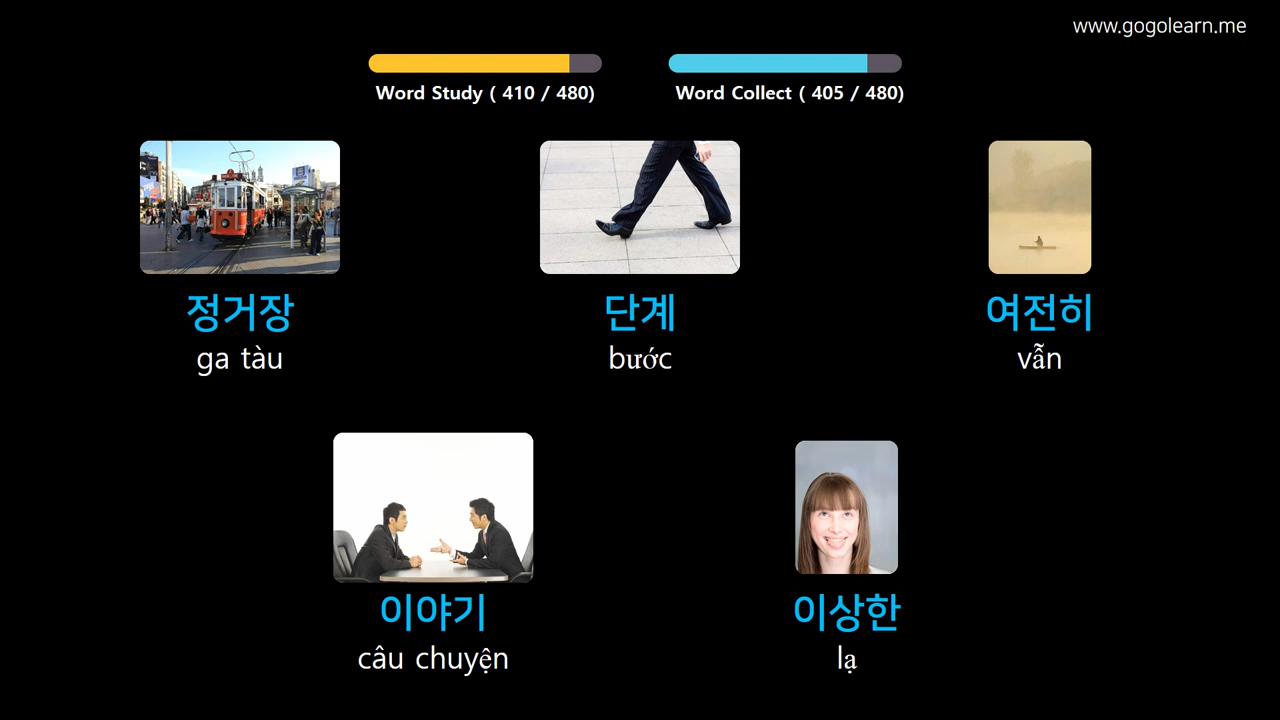 www.gogolearn.me
Word Study ( 410 / 480)
Word Collect ( 405 / 480)
정거장
ga tàu
단계
bước
여전히
vẫn
이야기
câu chuyện
이상한
lạ